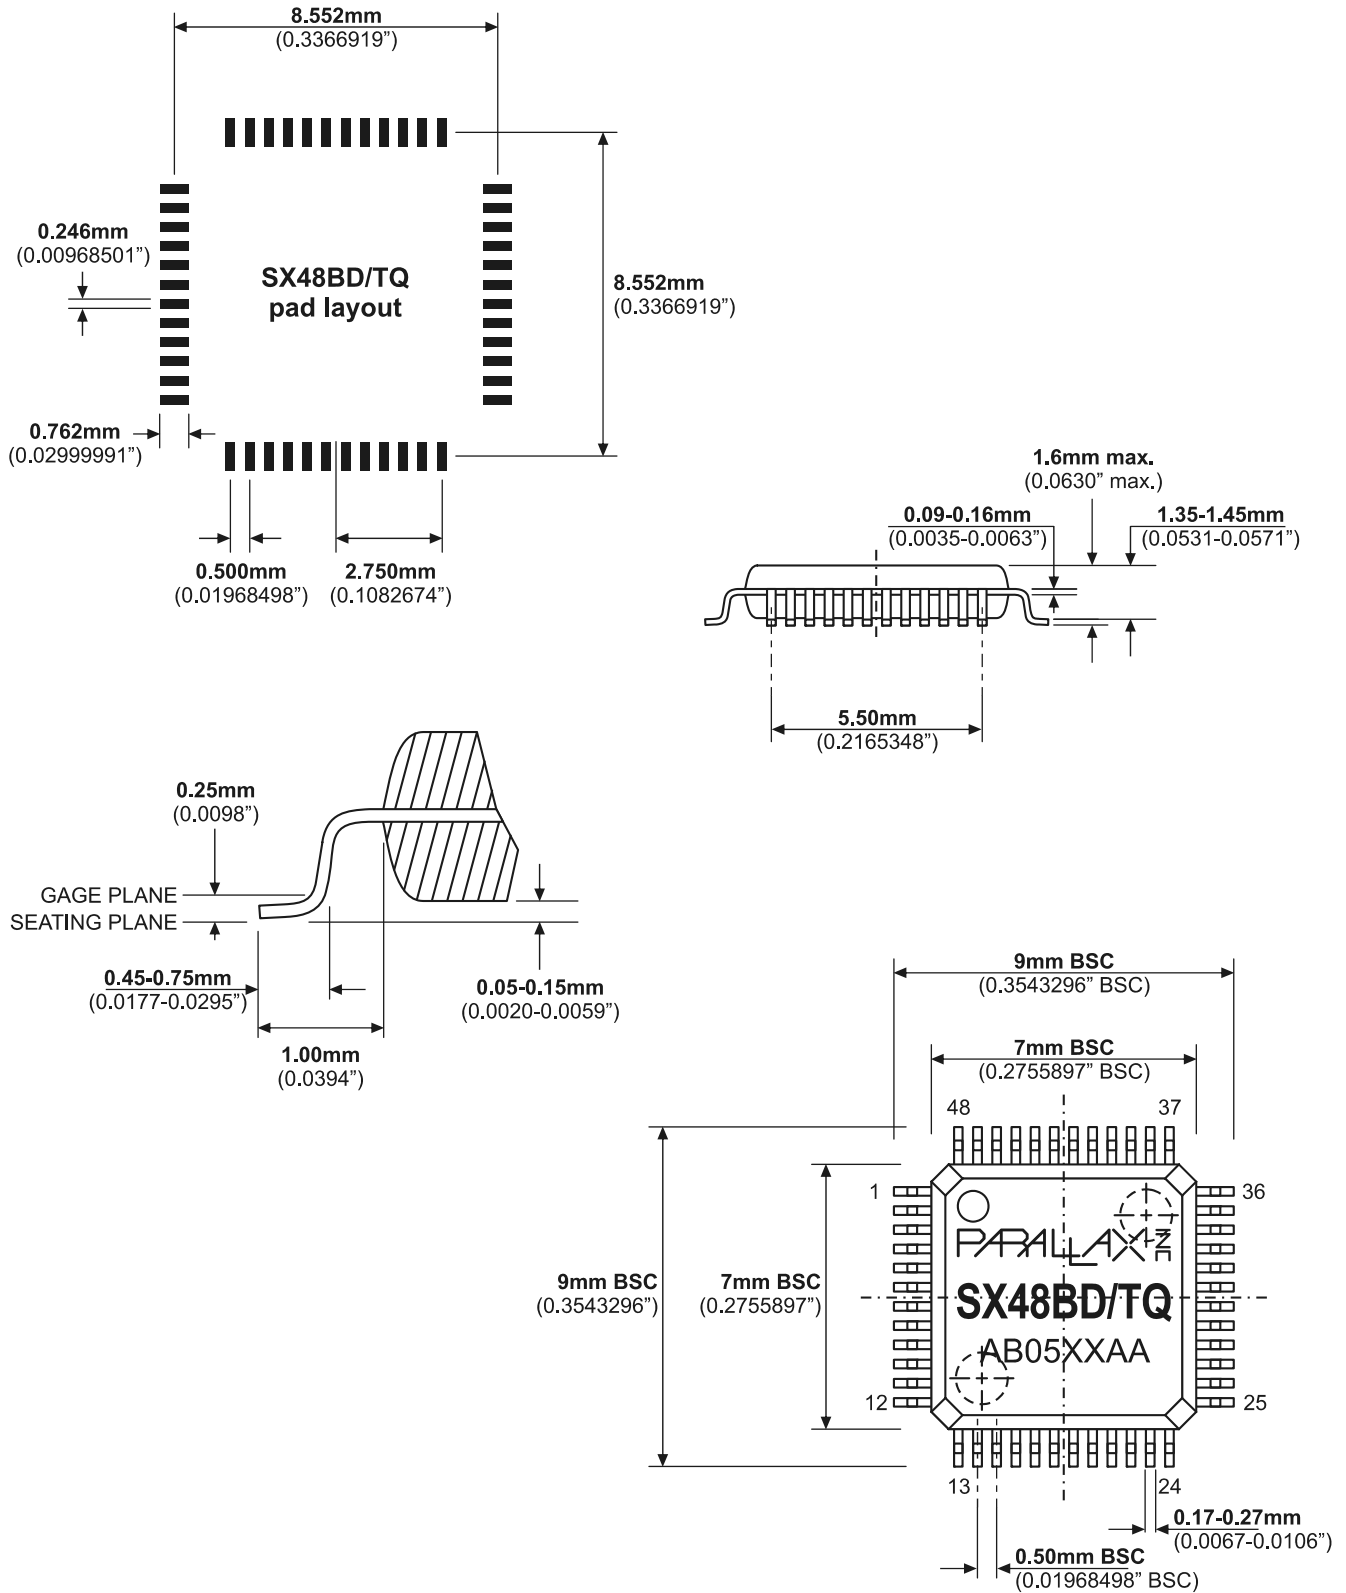 8.552mm
(0.3366919”)
0.246mm
(0.00968501”)
SX48BD/TQ
pad layout
8.552mm
(0.3366919”)
0.762mm
(0.02999991”)
0.500mm
(0.01968498”)
2.750mm
(0.1082674”)
1.6mm max.
(0.0630” max.)
0.09-0.16mm
(0.0035-0.0063”)
1.35-1.45mm
(0.0531-0.0571”)
5.50mm
(0.2165348”)
0.25mm
(0.0098”)
GAGE PLANE
SEATING PLANE
0.45-0.75mm
(0.0177-0.0295”)
0.05-0.15mm
(0.0020-0.0059”)
1.00mm
(0.0394”)
9mm BSC
(0.3543296” BSC)
7mm BSC
(0.2755897” BSC)
48
37
1
36
PARALLAX INC
9mm BSC
(0.3543296”)
7mm BSC
(0.2755897”)
SX48BD/TQ
AB05XXAA
12
25
13
24
0.17-0.27mm
(0.0067-0.0106”)
0.50mm BSC
(0.01968498” BSC)